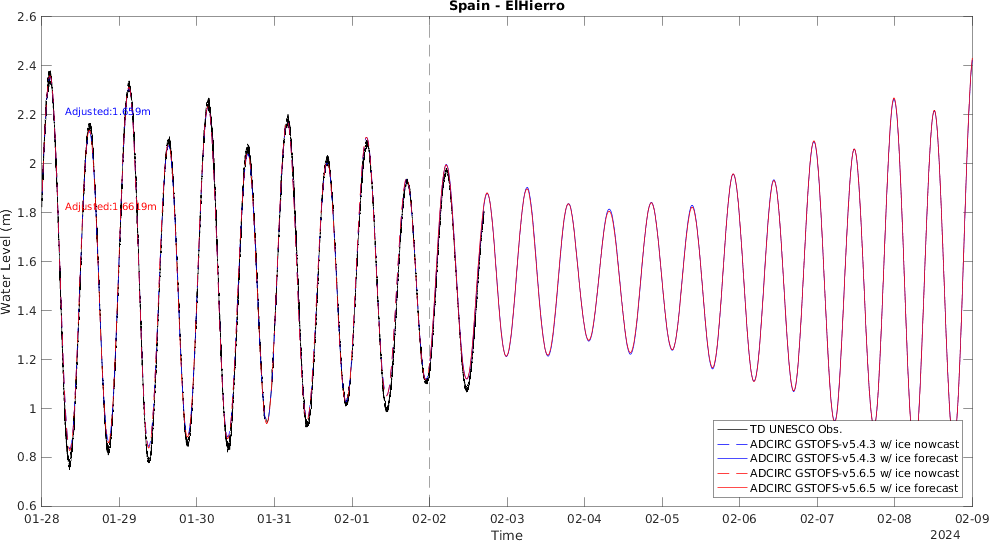 Spain - ElHierro
2.6
2.4
2.2
2
1.8
1.6
1.4
1.2
1
0.8
0.6
Water Level (m)
Adjusted:1.659m
Adjusted:1.6619m
TD UNESCO Obs.
ADCIRC GSTOFS-v5.4.3 w/ ice nowcast
ADCIRC GSTOFS-v5.4.3 w/ ice forecast
ADCIRC GSTOFS-v5.6.5 w/ ice nowcast
ADCIRC GSTOFS-v5.6.5 w/ ice forecast
01-28 01-29 01-30 01-31 02-01 02-02 02-03 02-04 02-05 02-06 02-07 02-08 02-09
Time
2024